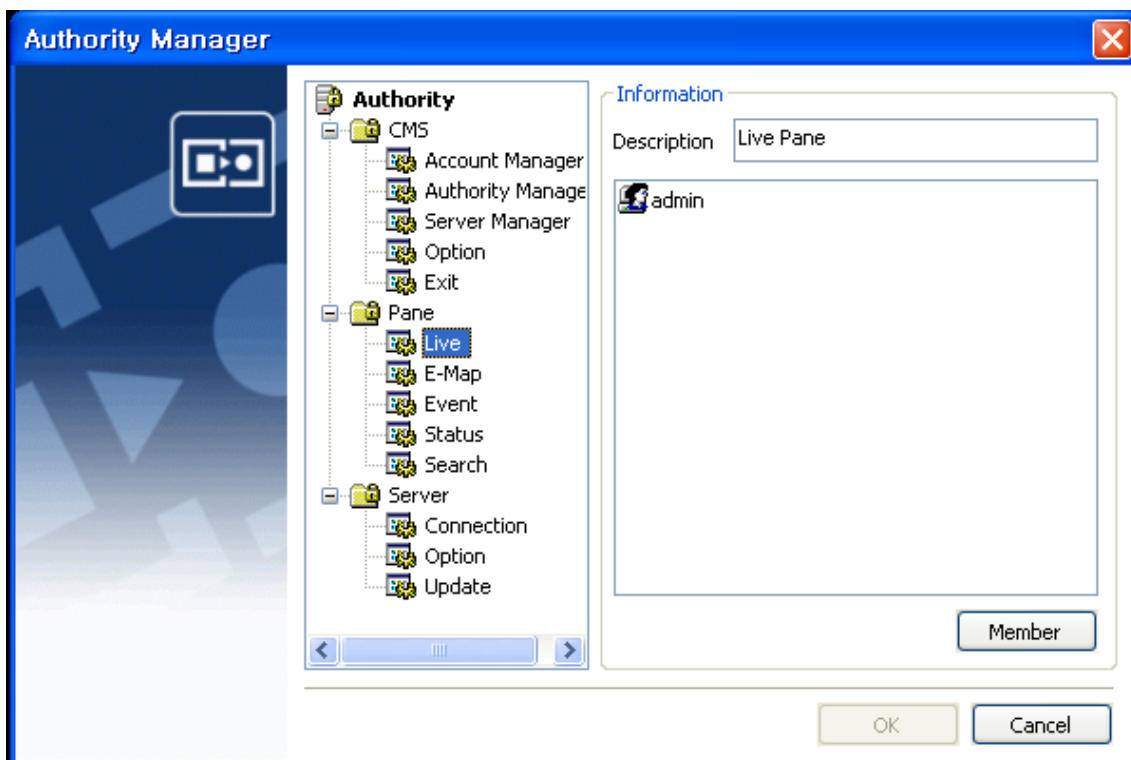 Authority Manager
Authority
CMS
Account Manager
Authority Manage
Server Manager
Option
Exit
Pane
Live
E-Map
Event
Status
Search
Server
Connection
Option
Update
Information
Description Live Pane
admin
Member
OK Cancel